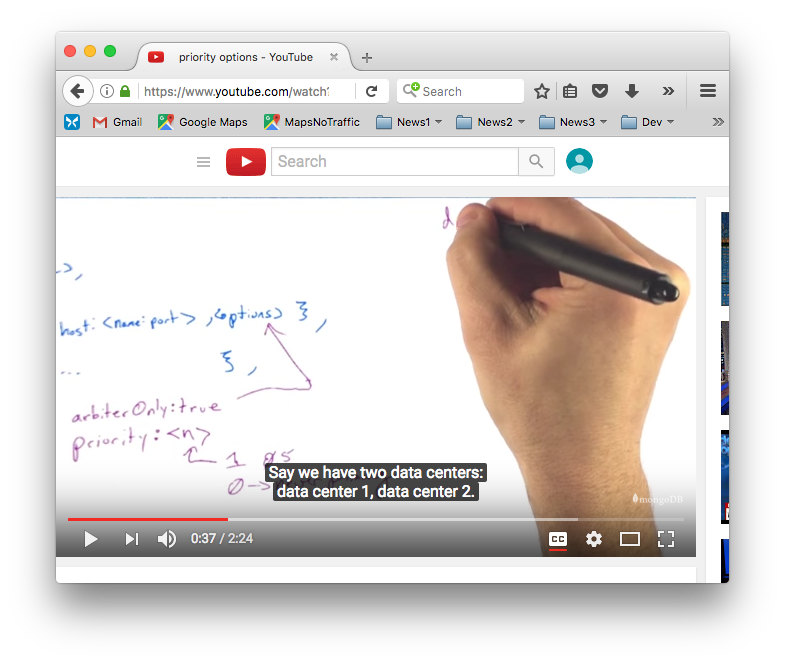 priority options - YouTube
https://www.youtube.com/watch?
Search
Gmail
Google Maps
MapsNoTraffic
News1
News2
News3
Dev
Search
d
>,
host: <name:port> , <options> } ,
...
} ,
arbiterOnly:true
priority: <n>
1
0 ->
Say we have two data centers:
data center 1, data center 2.
mongoDB
0:37 / 2:24
CC